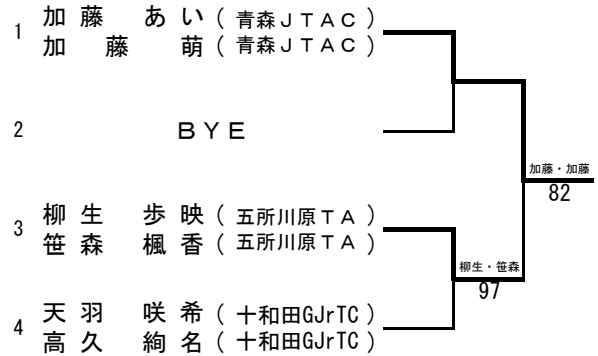 1 加藤 あい(青森JTAC)
加藤 萌(青森JTAC)
2 BYE
加藤・加藤
82
3 柳生 歩映(五所川原TA)
笹森 楓香(五所川原TA)
柳生・笹森
97
4 天羽 咲希(十和田GJrTC)
高久 絢名(十和田GJrTC)